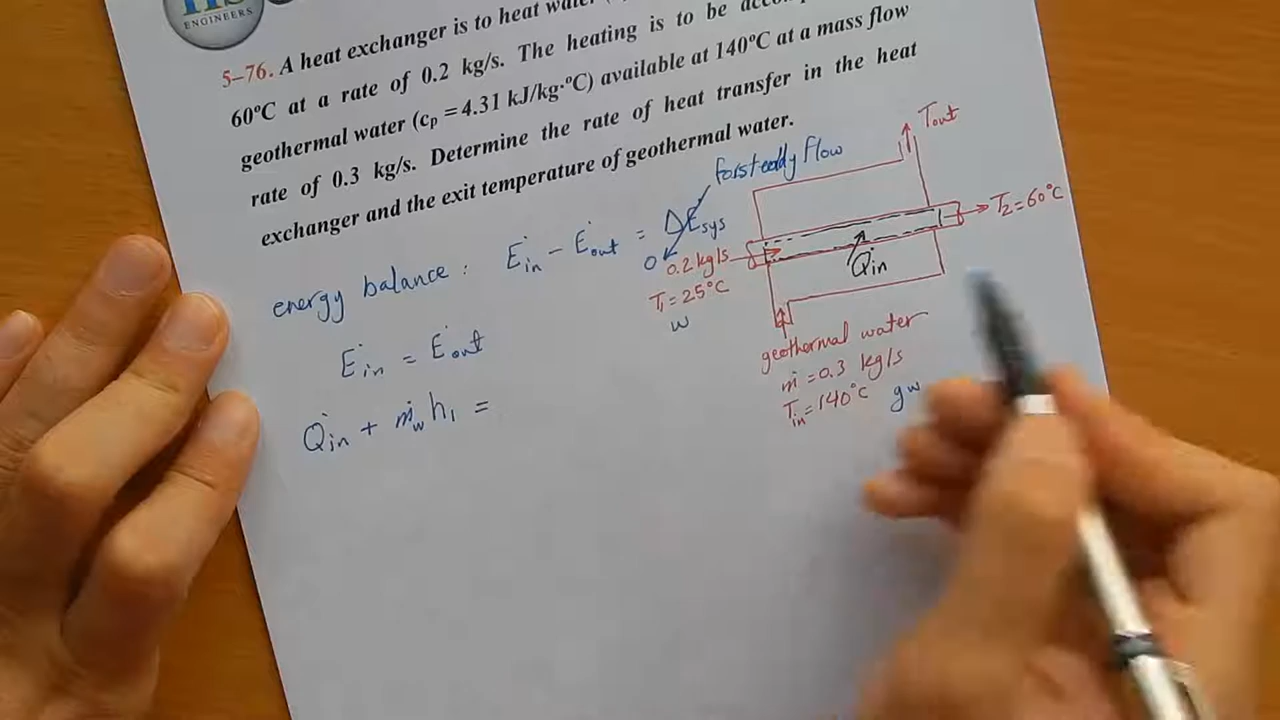 ENGINEERS
5–76. A heat exchanger is to heat water
60ºC at a rate of 0.2 kg/s. The heating is to be
geothermal water (cp = 4.31 kJ/kg·ºC) available at 140ºC at a mass flow
rate of 0.3 kg/s. Determine the rate of heat transfer in the heat
exchanger and the exit temperature of geothermal water.
Tout
for steady flow
T2=60°C
energy balance : Ėin - Ėout = ΔĖsys
0
0.2 kg/s
Q̇in
T1=25°C
w
Ėin = Ėout
geothermal water
ṁ=0.3 kg/s
Tin=140°C gw
Q̇in + ṁw h1 =